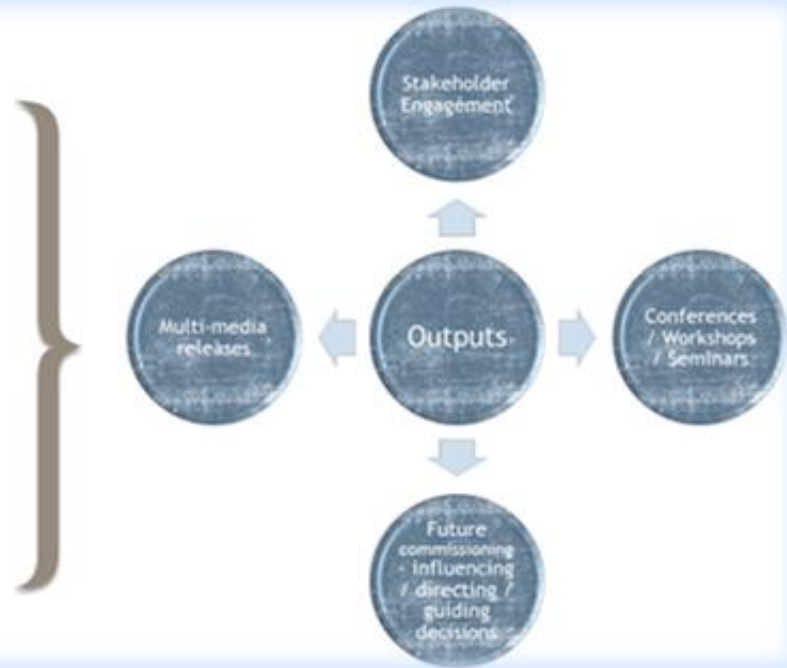 Stakeholder
Engagement
Multi-media
releases
Outputs
Conferences
/ Workshops
/ Seminars
Future
commissioning
- influencing
/ directing /
guiding
decisions